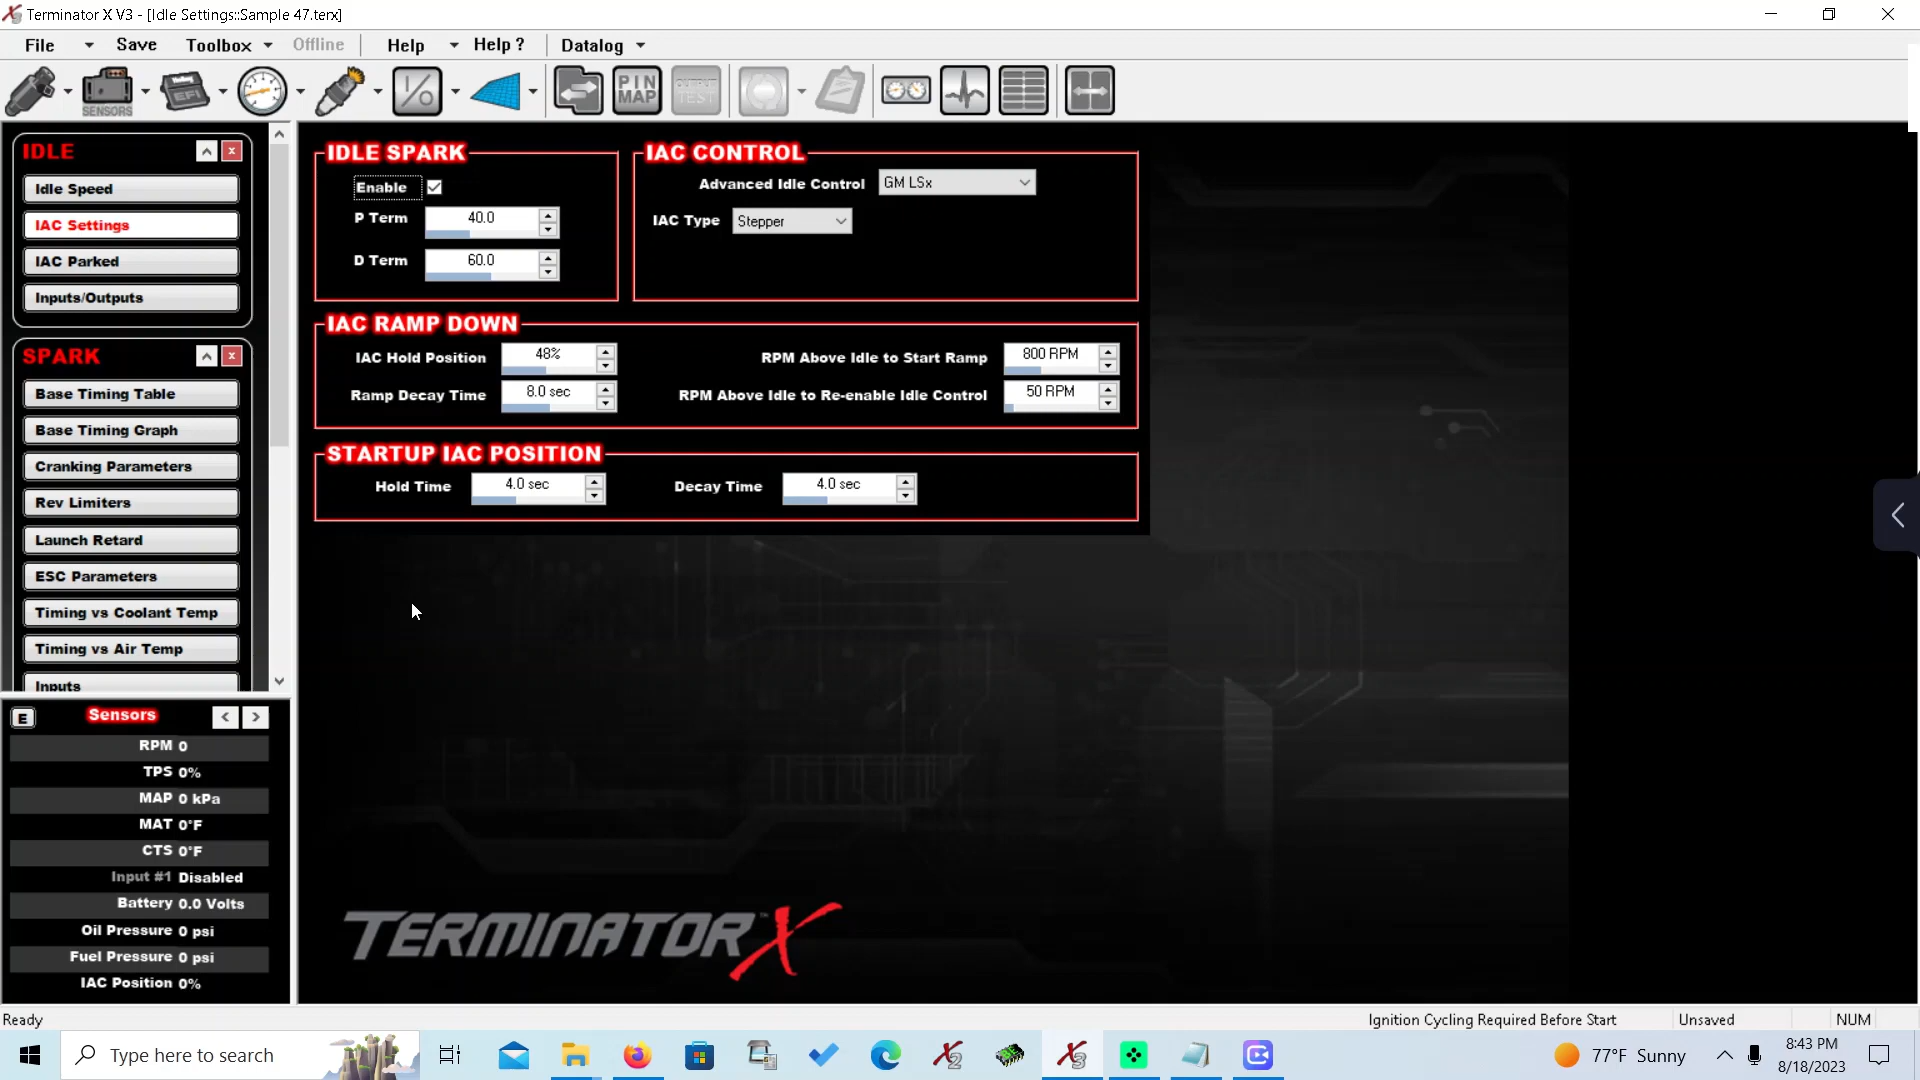 Terminator X V3 - [Idle Settings::Sample 47.terx]
File Save Toolbox Offline Help Help ? Datalog
SENSORS EFI I/O PIN MAP OUTPUT TEST
IDLE
Idle Speed
IAC Settings
IAC Parked
Inputs/Outputs
SPARK
Base Timing Table
Base Timing Graph
Cranking Parameters
Rev Limiters
Launch Retard
ESC Parameters
Timing vs Coolant Temp
Timing vs Air Temp
Inputs
E Sensors < >
RPM 0
TPS 0%
MAP 0 kPa
MAT 0°F
CTS 0°F
Input #1 Disabled
Battery 0.0 Volts
Oil Pressure 0 psi
Fuel Pressure 0 psi
IAC Position 0%
IDLE SPARK
Enable
P Term 40.0
D Term 60.0
IAC CONTROL
Advanced Idle Control GM LSx
IAC Type Stepper
IAC RAMP DOWN
IAC Hold Position 48% RPM Above Idle to Start Ramp 800 RPM
Ramp Decay Time 8.0 sec RPM Above Idle to Re-enable Idle Control 50 RPM
STARTUP IAC POSITION
Hold Time 4.0 sec Decay Time 4.0 sec
TERMINATOR X ™
Ready Ignition Cycling Required Before Start Unsaved NUM
Type here to search X2 X3 77°F Sunny 8:43 PM
8/18/2023